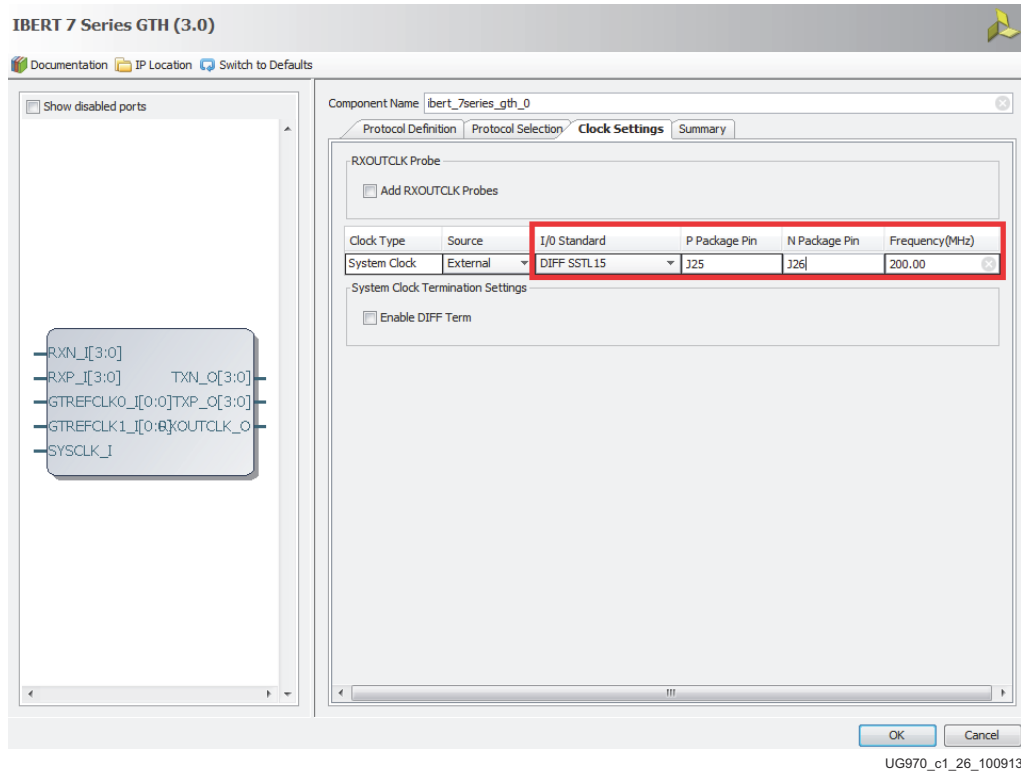 IBERT 7 Series GTH (3.0)
Documentation IP Location Switch to Defaults
Show disabled ports
Component Name ibert_7series_gth_0
Protocol Definition Protocol Selection Clock Settings Summary
RXOUTCLK Probe
Add RXOUTCLK Probes
Clock Type Source I/0 Standard P Package Pin N Package Pin Frequency(MHz)
System Clock External DIFF SSTL15 J25 J26 200.00
System Clock Termination Settings
Enable DIFF Term
RXN_I[3:0]
RXP_I[3:0] TXN_O[3:0]
GTREFCLK0_I[0:0] TXP_O[3:0]
GTREFCLK1_I[0:0] RXOUTCLK_O
SYSCLK_I
OK Cancel
UG970_c1_26_100913